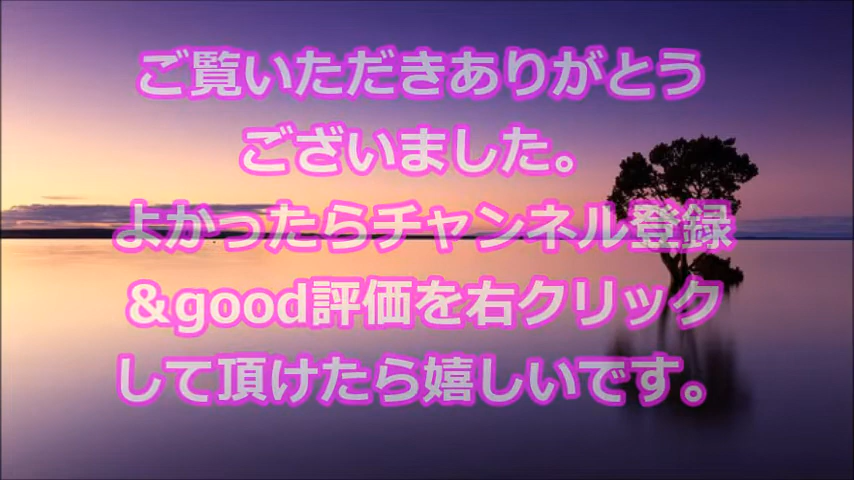 ご覧いただきありがとう
ございました。
よかったらチャンネル登録
&good評価を右クリック
して頂けたら嬉しいです。